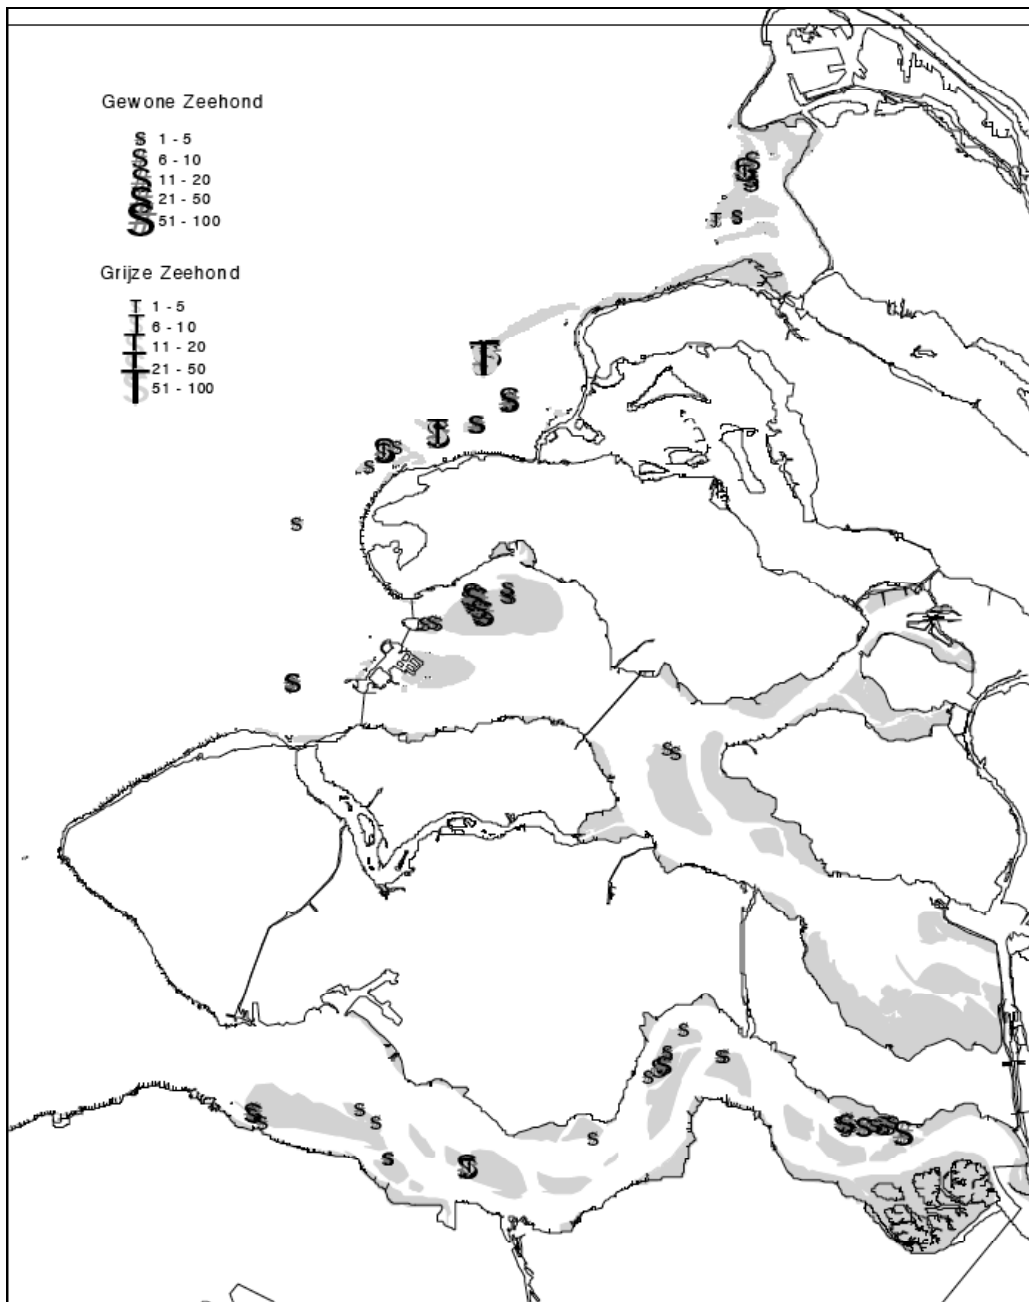 Gewone Zeehond
S 1 - 5
S 6 - 10
S 11 - 20
S 21 - 50
S 51 - 100
Grijze Zeehond
T 1 - 5
T 6 - 10
T 11 - 20
T 21 - 50
T 51 - 100